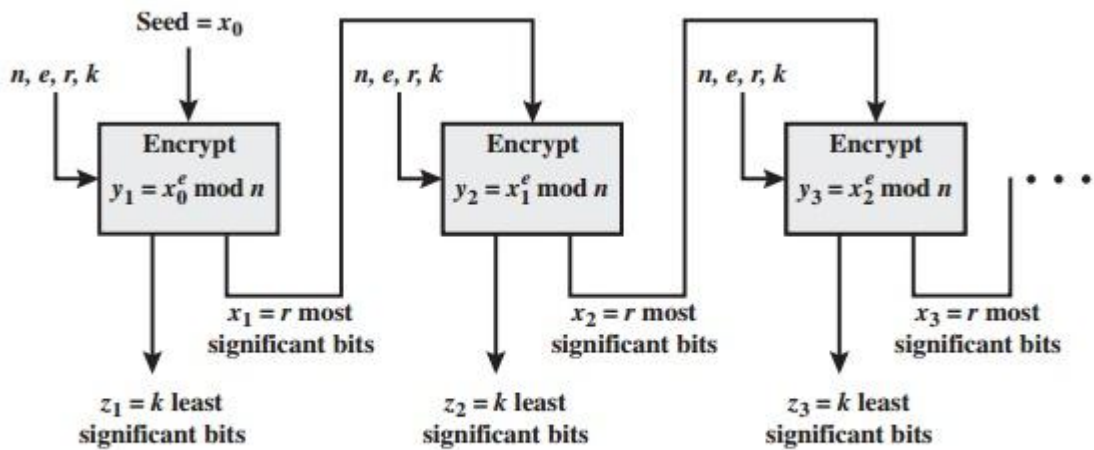 Seed = x₀
n, e, r, k
n, e, r, k
n, e, r, k
Encrypt
y₁ = x₀ᵉ mod n
Encrypt
y₂ = x₁ᵉ mod n
Encrypt
y₃ = x₂ᵉ mod n
• • •
x₁ = r most
significant bits
x₂ = r most
significant bits
x₃ = r most
significant bits
z₁ = k least
significant bits
z₂ = k least
significant bits
z₃ = k least
significant bits